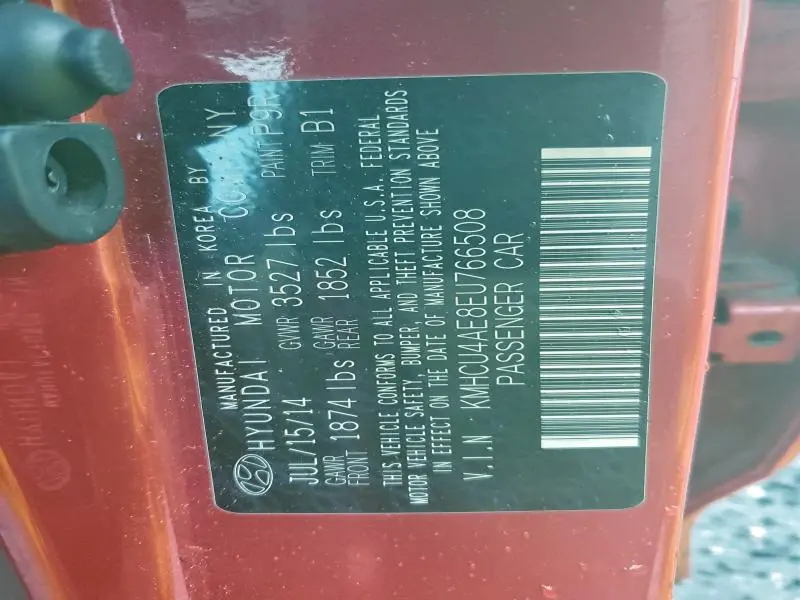 MANUFACTURED IN KOREA BY
HYUNDAI MOTOR CO NY
JUL/15/14 GVWR 3527 lbs PAINT P9R
GAWR FRONT 1874 lbs GAWR REAR 1852 lbs TRIM B1
THIS VEHICLE CONFORMS TO ALL APPLICABLE U.S.A. FEDERAL
MOTOR VEHICLE SAFETY, BUMPER, AND THEFT PREVENTION STANDARDS
IN EFFECT ON THE DATE OF MANUFACTURE SHOWN ABOVE
V.I.N KMHCU4AE8EU766508
PASSENGER CAR